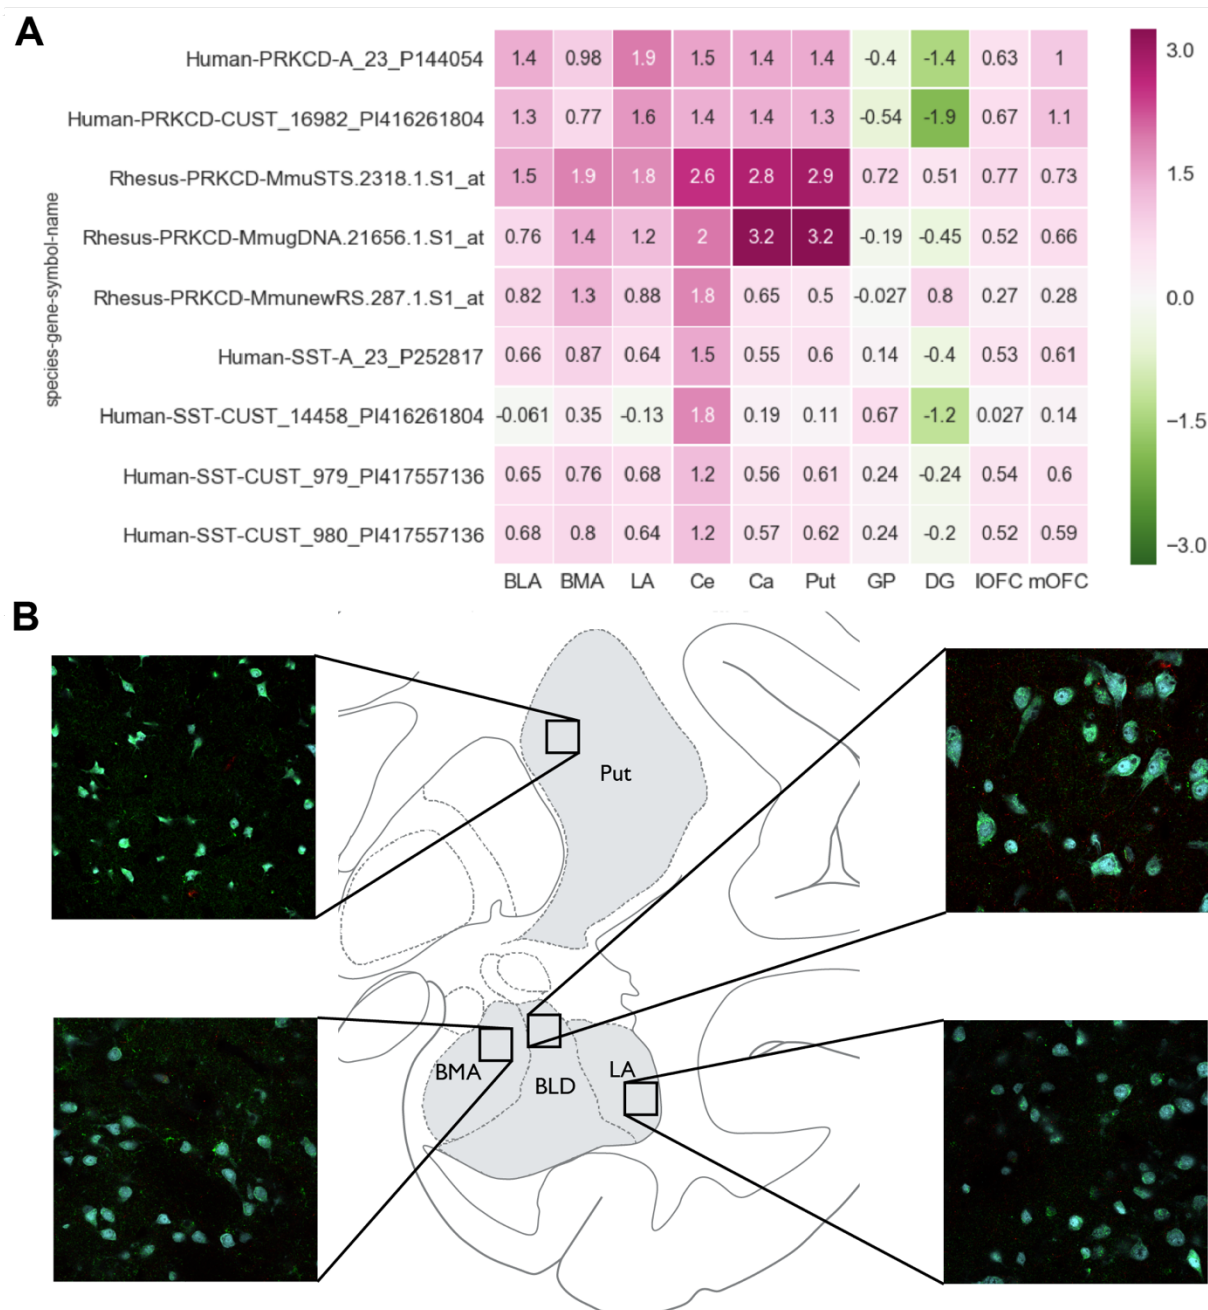 A
Human-PRKCD-A_23_P144054 1.4 0.98 1.9 1.5 1.4 1.4 -0.4 -1.4 0.63 1
Human-PRKCD-CUST_16982_PI416261804 1.3 0.77 1.6 1.4 1.4 1.3 -0.54 -1.9 0.67 1.1
Rhesus-PRKCD-MmuSTS.2318.1.S1_at 1.5 1.9 1.8 2.6 2.8 2.9 0.72 0.51 0.77 0.73
Rhesus-PRKCD-MmugDNA.21656.1.S1_at 0.76 1.4 1.2 2 3.2 3.2 -0.19 -0.45 0.52 0.66
Rhesus-PRKCD-MmunewRS.287.1.S1_at 0.82 1.3 0.88 1.8 0.65 0.5 -0.027 0.8 0.27 0.28
Human-SST-A_23_P252817 0.66 0.87 0.64 1.5 0.55 0.6 0.14 -0.4 0.53 0.61
Human-SST-CUST_14458_PI416261804 -0.061 0.35 -0.13 1.8 0.19 0.11 0.67 -1.2 0.027 0.14
Human-SST-CUST_979_PI417557136 0.65 0.76 0.68 1.2 0.56 0.61 0.24 -0.24 0.54 0.6
Human-SST-CUST_980_PI417557136 0.68 0.8 0.64 1.2 0.57 0.62 0.24 -0.2 0.52 0.59
BLA BMA LA Ce Ca Put GP DG lOFC mOFC
species-gene-symbol-name
3.0
1.5
0.0
−1.5
−3.0
B
Put
BMA
BLD
LA